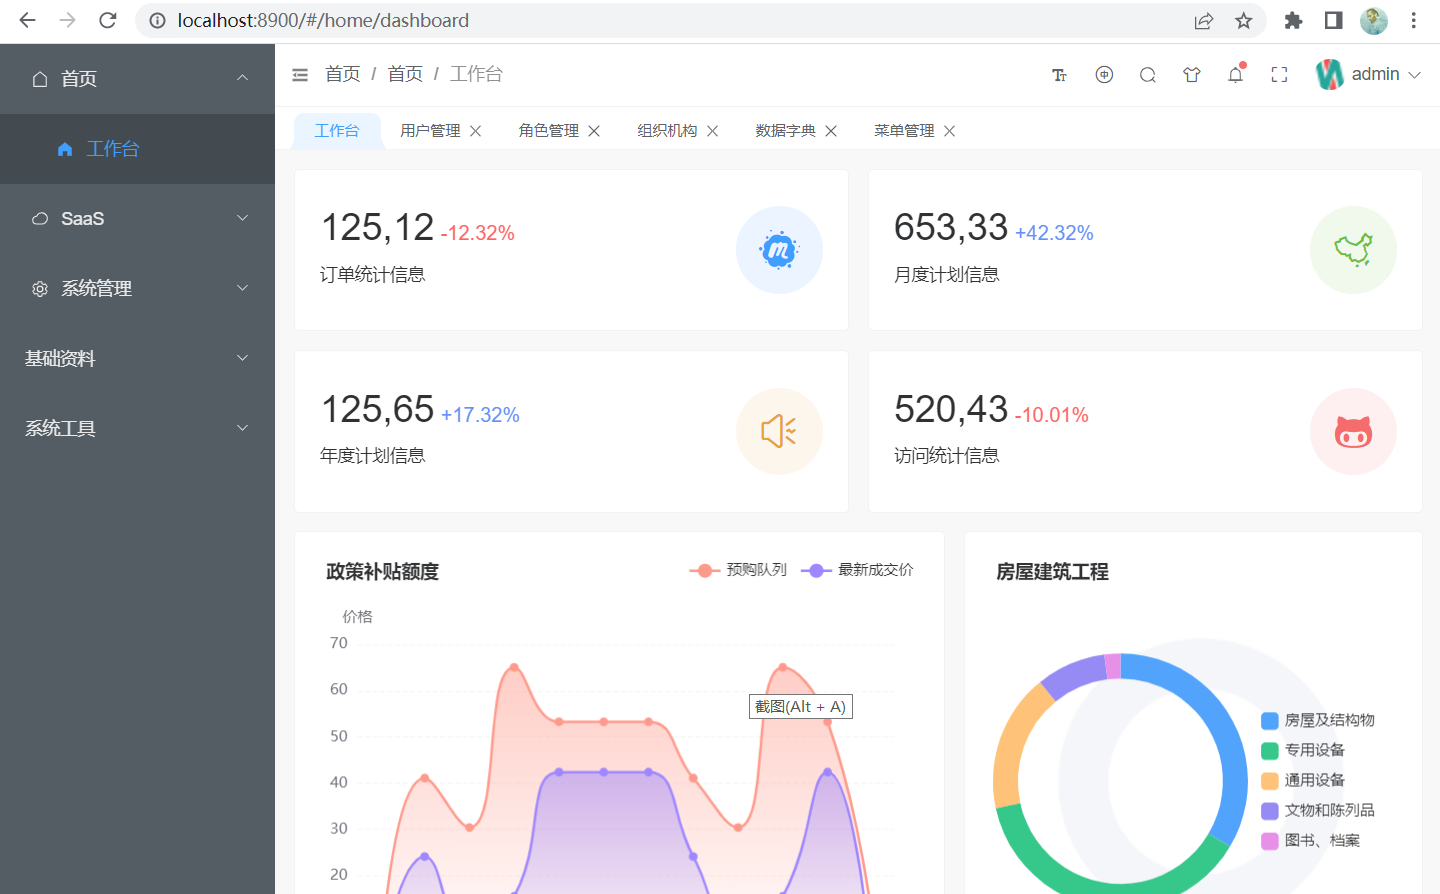 localhost:8900/#/home/dashboard
首页
工作台
SaaS
系统管理
基础资料
系统工具
首页 / 首页 / 工作台
admin
工作台 用户管理 角色管理 组织机构 数据字典 菜单管理
125,12 -12.32%
订单统计信息
653,33 +42.32%
月度计划信息
125,65 +17.32%
年度计划信息
520,43 -10.01%
访问统计信息
政策补贴额度
预购队列 最新成交价
价格
70
60
50
40
30
20
截图(Alt + A)
房屋建筑工程
房屋及结构物
专用设备
通用设备
文物和陈列品
图书、档案